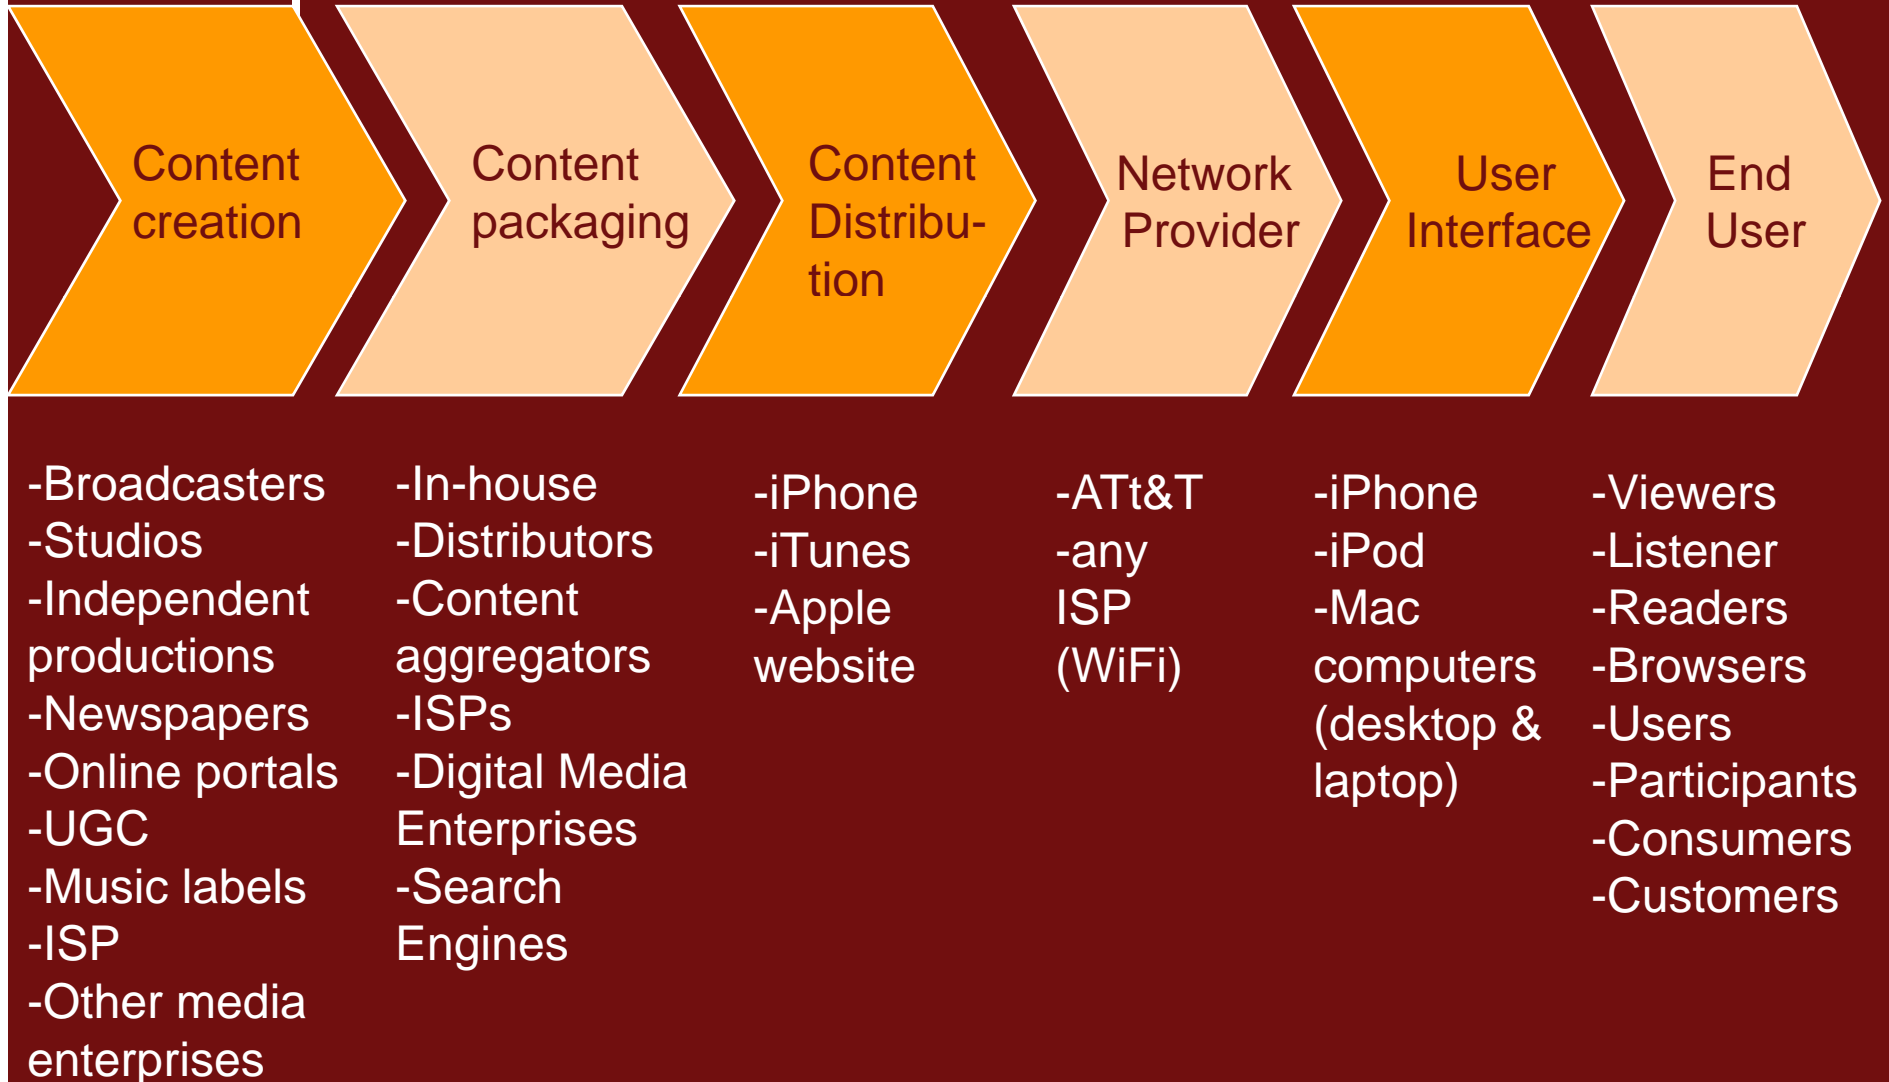 Content
creation
Content
packaging
Content
Distribu-
tion
Network
Provider
User
Interface
End
User
-Broadcasters
-Studios
-Independent
productions
-Newspapers
-Online portals
-UGC
-Music labels
-ISP
-Other media
enterprises
-In-house
-Distributors
-Content
aggregators
-ISPs
-Digital Media
Enterprises
-Search
Engines
-iPhone
-iTunes
-Apple
website
-ATt&T
-any
ISP
(WiFi)
-iPhone
-iPod
-Mac
computers
(desktop &
laptop)
-Viewers
-Listener
-Readers
-Browsers
-Users
-Participants
-Consumers
-Customers